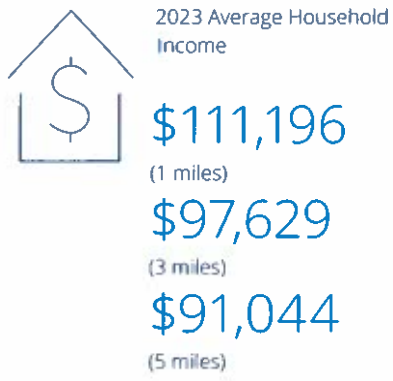 2023 Average Household
Income
$
$111,196
(1 miles)
$97,629
(3 miles)
$91,044
(5 miles)